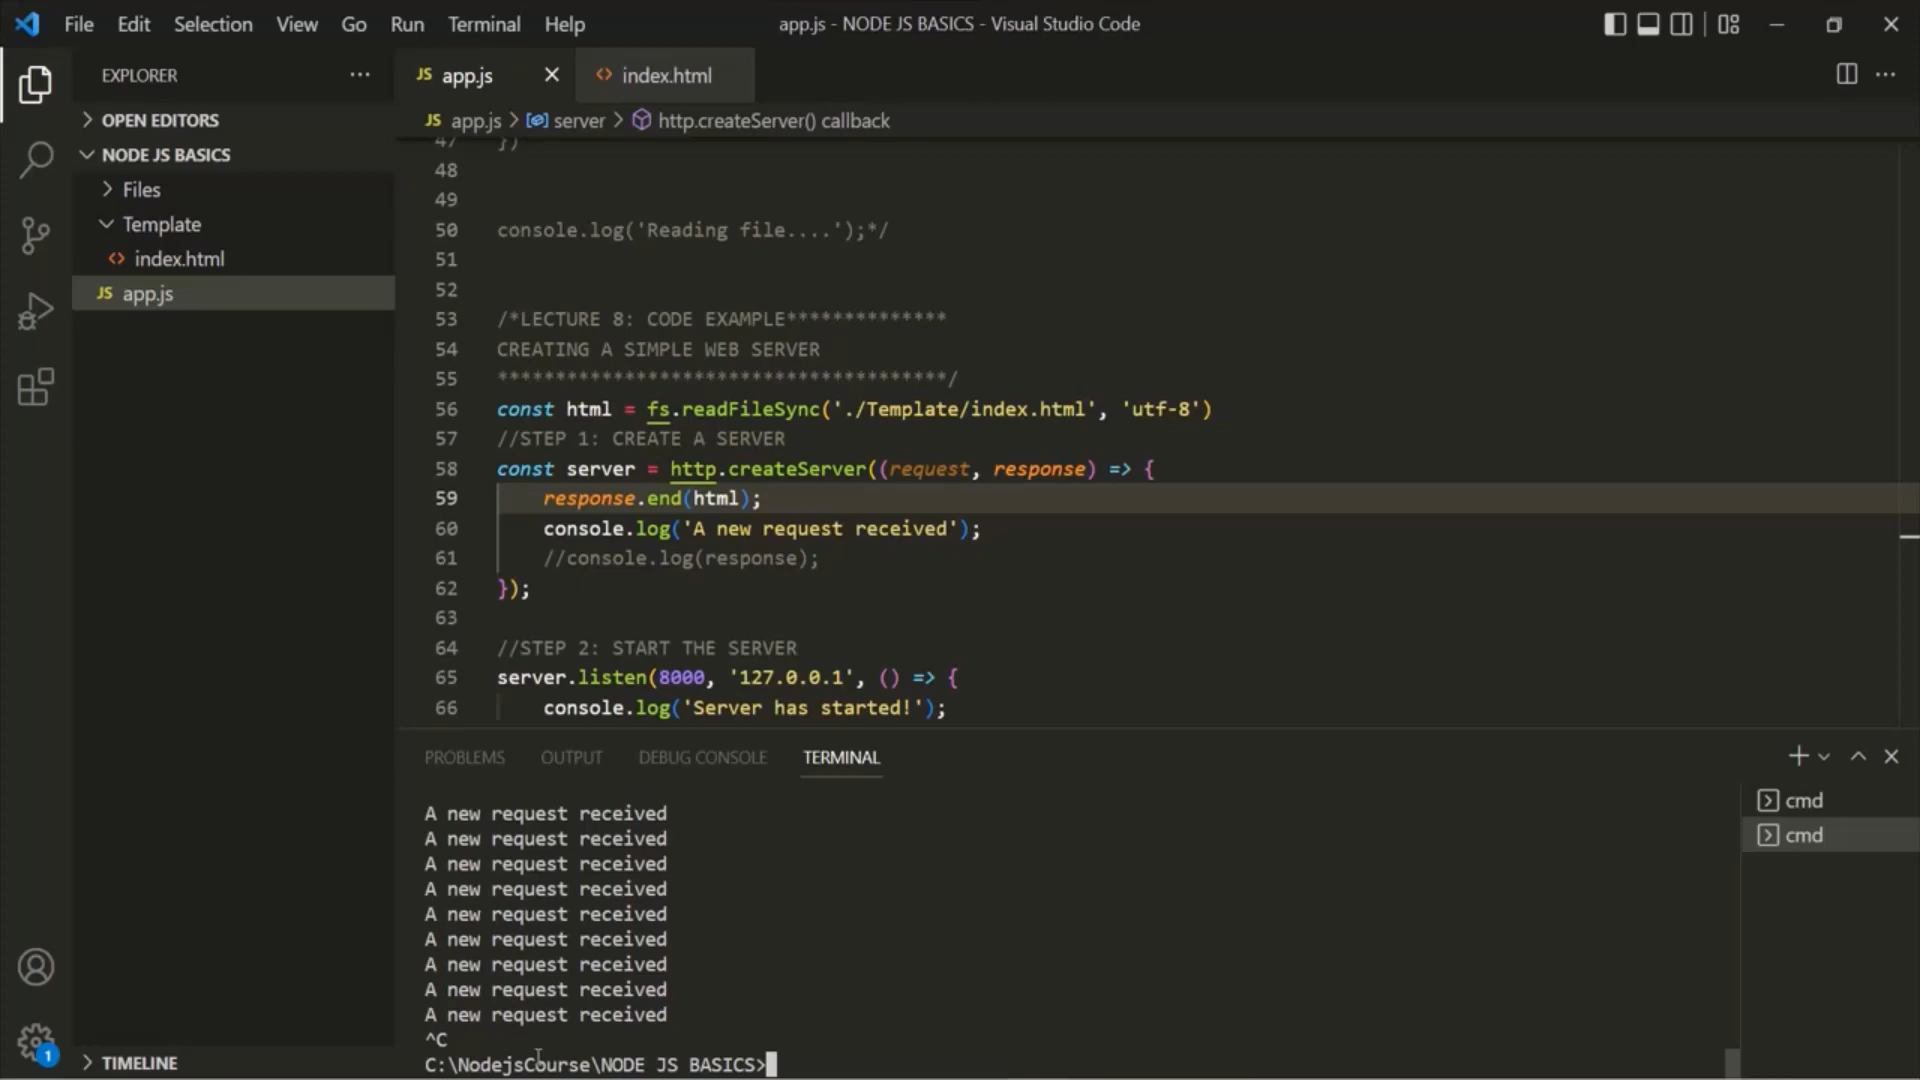 File Edit Selection View Go Run Terminal Help
app.js - NODE JS BASICS - Visual Studio Code
EXPLORER
OPEN EDITORS
NODE JS BASICS
Files
Template
<> index.html
JS app.js
TIMELINE
1
JS app.js
<> index.html
JS app.js > server > http.createServer() callback
47 })
48
49
50 console.log('Reading file....');*/
51
52
53 /*LECTURE 8: CODE EXAMPLE**************
54 CREATING A SIMPLE WEB SERVER
55 ***************************************/
56 const html = fs.readFileSync('./Template/index.html', 'utf-8')
57 //STEP 1: CREATE A SERVER
58 const server = http.createServer((request, response) => {
59 response.end(html);
60 console.log('A new request received');
61 //console.log(response);
62 });
63
64 //STEP 2: START THE SERVER
65 server.listen(8000, '127.0.0.1', () => {
66 console.log('Server has started!');
PROBLEMS OUTPUT DEBUG CONSOLE TERMINAL
A new request received
A new request received
A new request received
A new request received
A new request received
A new request received
A new request received
A new request received
A new request received
^C
C:\NodejsCourse\NODE JS BASICS>
cmd
cmd